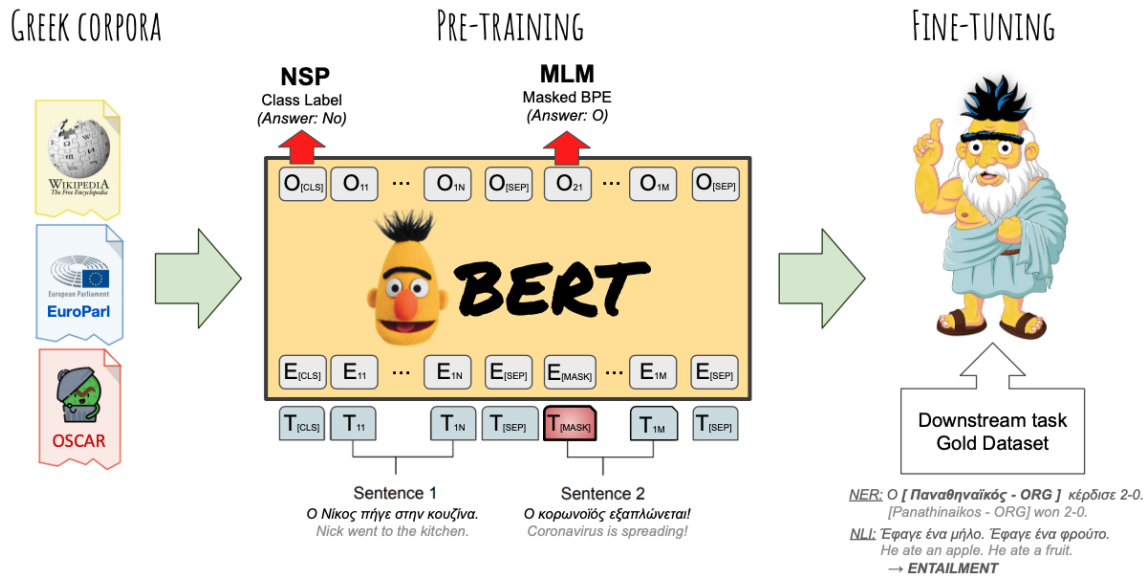 GREEK CORPORA
PRE-TRAINING
FINE-TUNING
WIKIPEDIA
The Free Encyclopedia
European Parliament
EuroParl
OSCAR
NSP
Class Label
(Answer: No)
MLM
Masked BPE
(Answer: O)
O[CLS] O11 ... O1N O[SEP] O21 ... O1M O[SEP]
BERT
E[CLS] E11 ... E1N E[SEP] E[MASK] ... E1M E[SEP]
T[CLS] T11 T1N T[SEP] T[MASK] T1M T[SEP]
Sentence 1
Ο Νίκος πήγε στην κουζίνα.
Nick went to the kitchen.
Sentence 2
Ο κορωνοϊός εξαπλώνεται!
Coronavirus is spreading!
Downstream task
Gold Dataset
NER: Ο [ Παναθηναϊκός - ORG ] κέρδισε 2-0.
[Panathinaikos - ORG] won 2-0.
NLI: Έφαγε ένα μήλο. Έφαγε ένα φρούτο.
He ate an apple. He ate a fruit.
→ ENTAILMENT